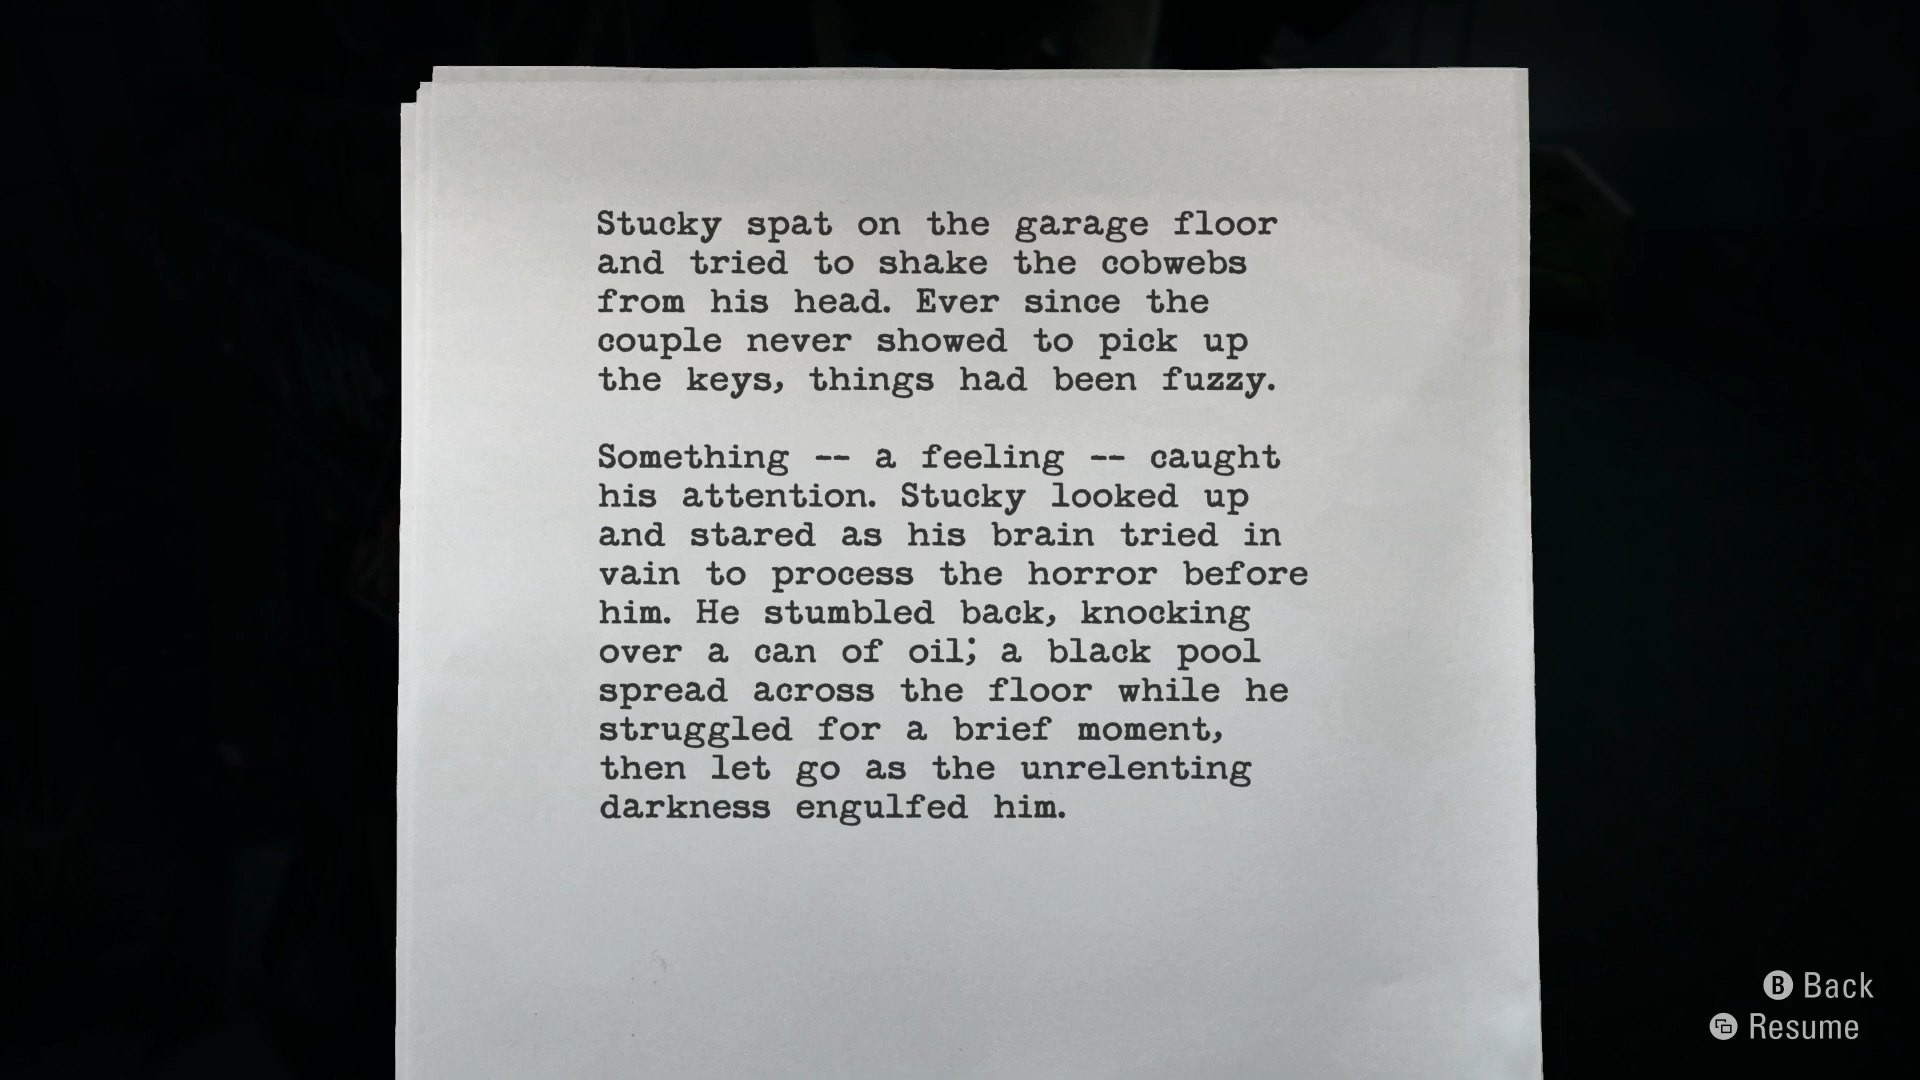 Stucky spat on the garage floor
and tried to shake the cobwebs
from his head. Ever since the
couple never showed to pick up
the keys, things had been fuzzy.
Something -- a feeling -- caught
his attention. Stucky looked up
and stared as his brain tried in
vain to process the horror before
him. He stumbled back, knocking
over a can of oil; a black pool
spread across the floor while he
struggled for a brief moment,
then let go as the unrelenting
darkness engulfed him.
B Back
Resume